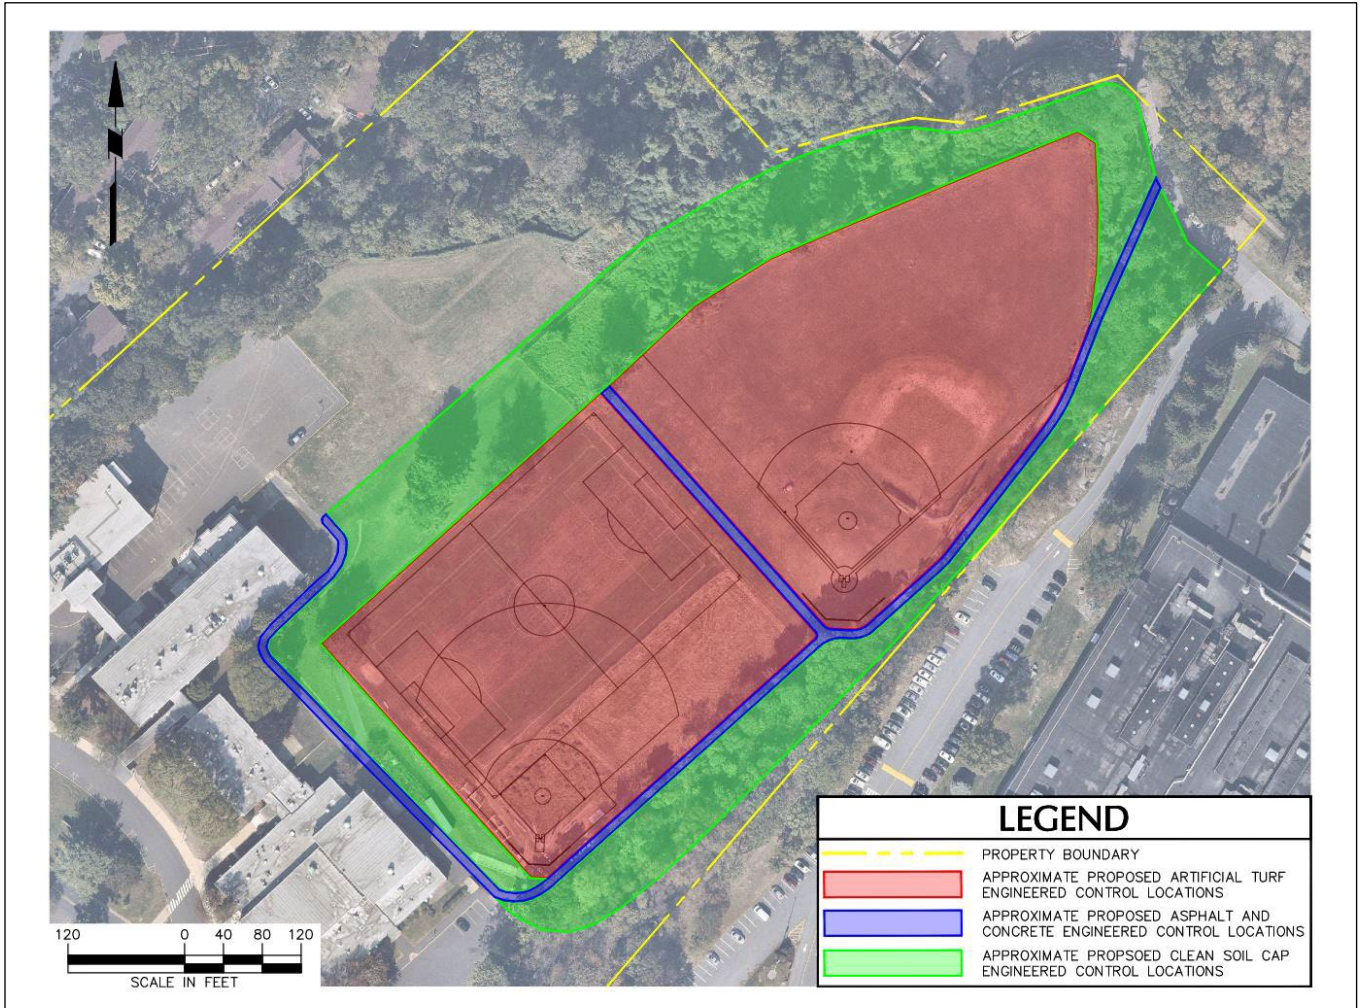 LEGEND
PROPERTY BOUNDARY
APPROXIMATE PROPOSED ARTIFICIAL TURF
ENGINEERED CONTROL LOCATIONS
APPROXIMATE PROPOSED ASPHALT AND
CONCRETE ENGINEERED CONTROL LOCATIONS
APPROXIMATE PROPSOED CLEAN SOIL CAP
ENGINEERED CONTROL LOCATIONS
120 0 40 80 120
SCALE IN FEET